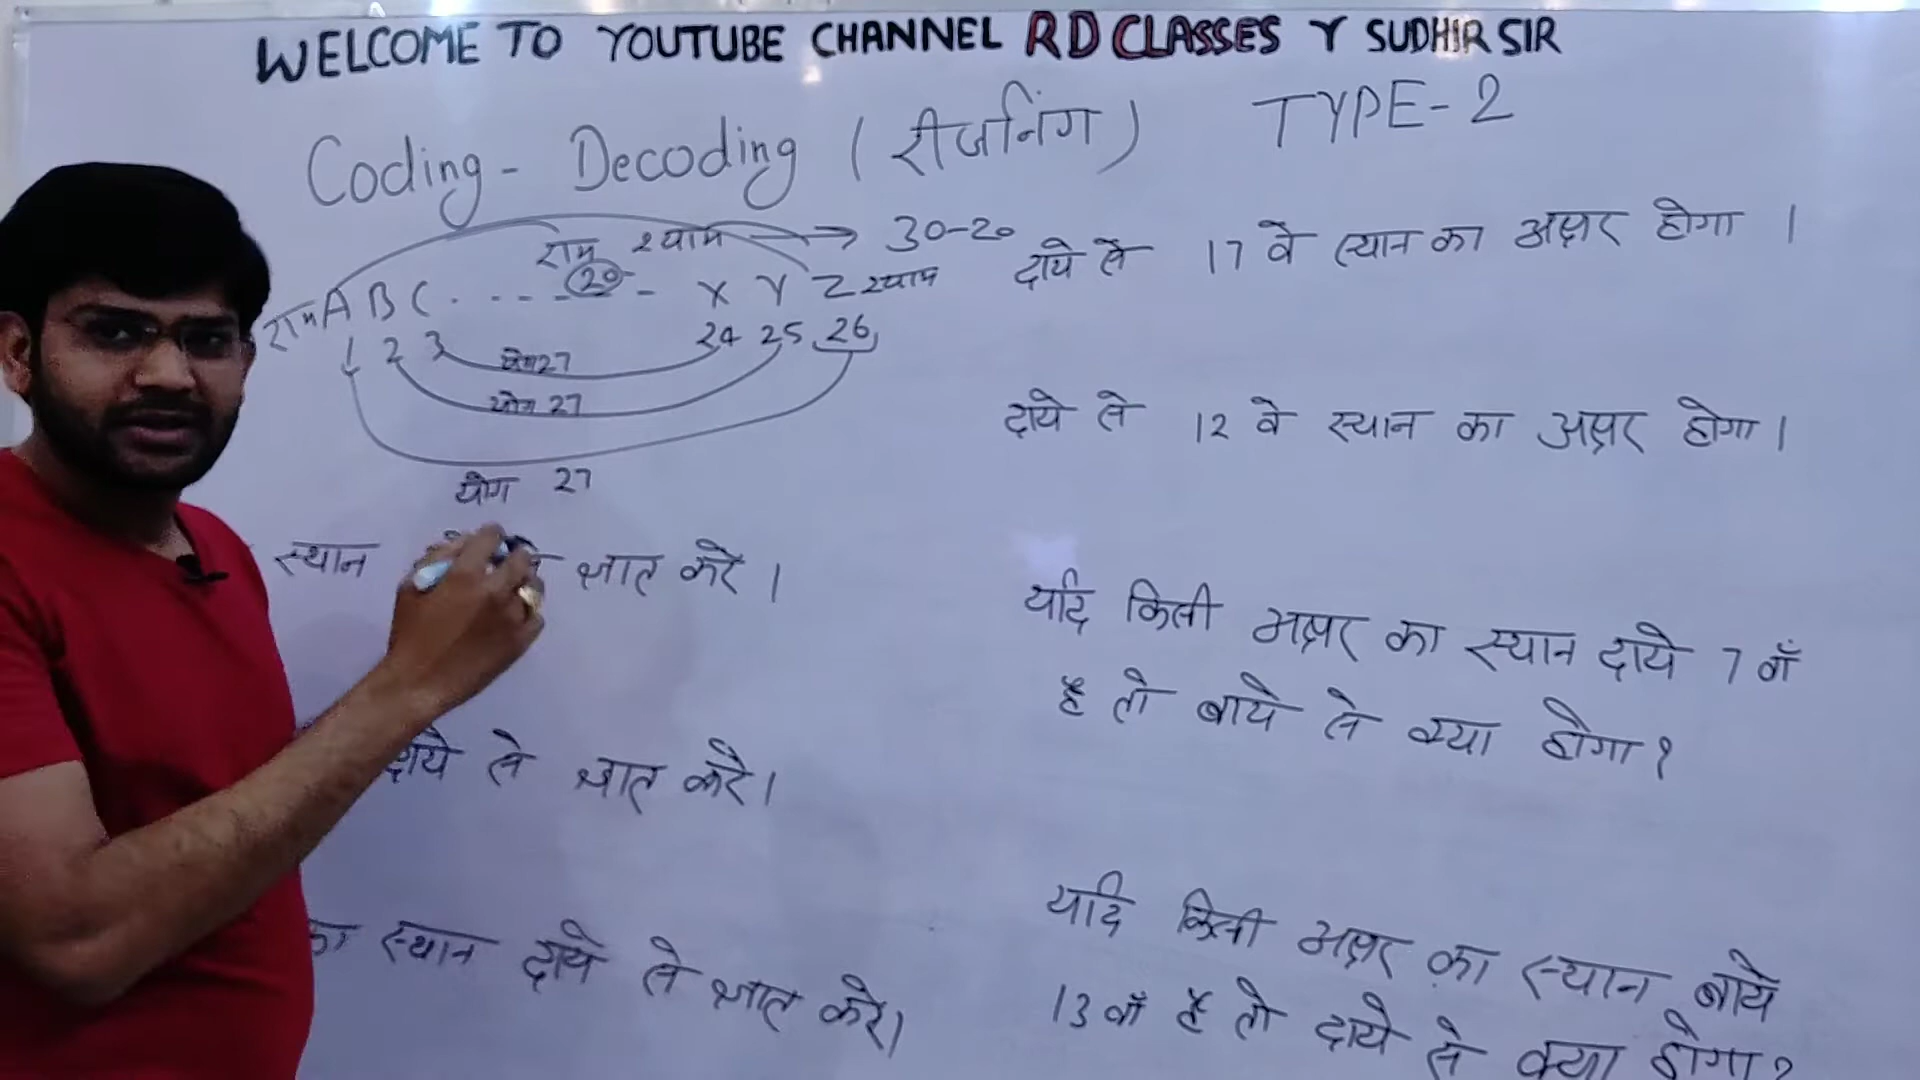 WELCOME TO YOUTUBE CHANNEL RD CLASSES Y SUDHIR SIR
Coding - Decoding (रीजनिंग) TYPE-2
राम श्याम → 30-20
राम A B C . - - - 20 - X Y Z श्याम
1 2 3 24 25 26
योग 27
योग 27
योग 27
स्थान ज्ञात करे ।
दाये से ज्ञात करे ।
का स्थान दाये से ज्ञात करे ।
दाये से 17 वे स्थान का अक्षर होगा ।
दाये से 12 वे स्थान का अक्षर होगा ।
यदि किसी अक्षर का स्थान दाये 7 वाँ
है तो बाये से क्या होगा ?
यदि किसी अक्षर का स्थान बाये
13 वाँ है तो दाये से क्या होगा ?